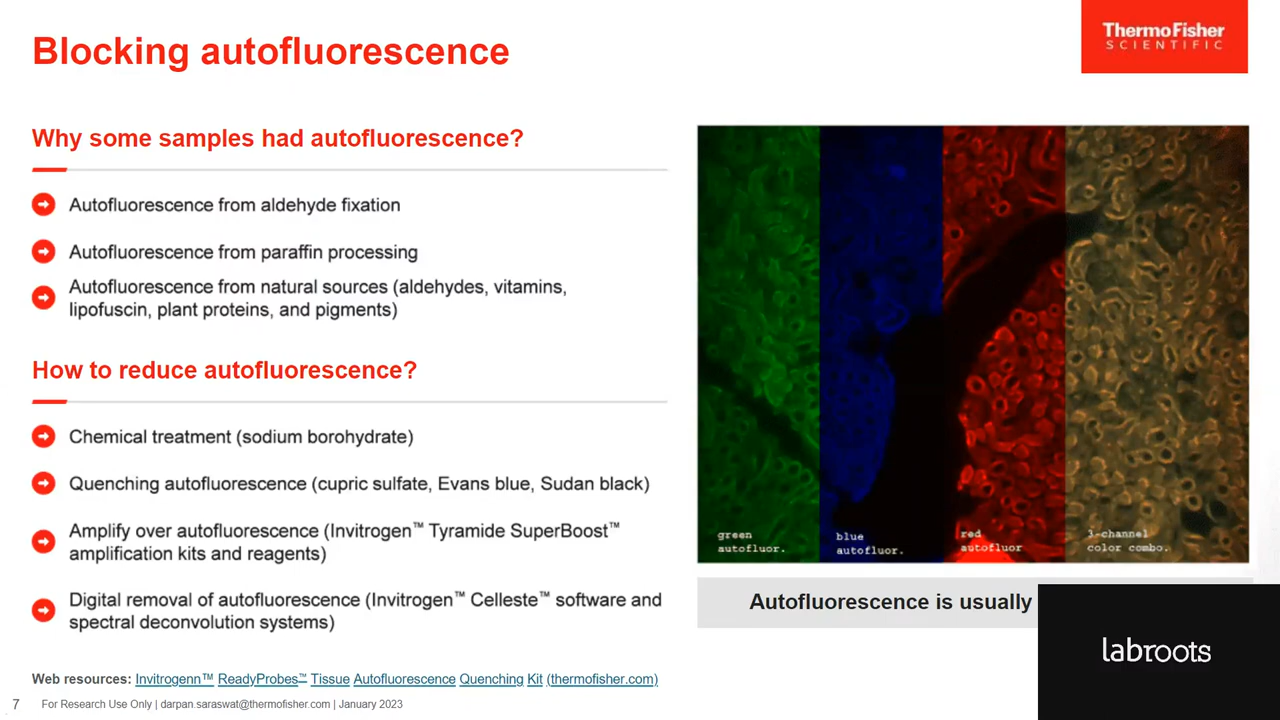 Blocking autofluorescence
ThermoFisher
SCIENTIFIC
Why some samples had autofluorescence?
Autofluorescence from aldehyde fixation
Autofluorescence from paraffin processing
Autofluorescence from natural sources (aldehydes, vitamins,
lipofuscin, plant proteins, and pigments)
How to reduce autofluorescence?
Chemical treatment (sodium borohydrate)
Quenching autofluorescence (cupric sulfate, Evans blue, Sudan black)
Amplify over autofluorescence (Invitrogen™ Tyramide SuperBoost™
amplification kits and reagents)
Digital removal of autofluorescence (Invitrogen™ Celleste™ software and
spectral deconvolution systems)
green
autofluor.
blue
autofluor.
red
autofluor
3-channel
color combo.
Autofluorescence is usually
labroots
Web resources: Invitrogenn™ ReadyProbes™ Tissue Autofluorescence Quenching Kit (thermofisher.com)
7 For Research Use Only | darpan.saraswat@thermofisher.com | January 2023